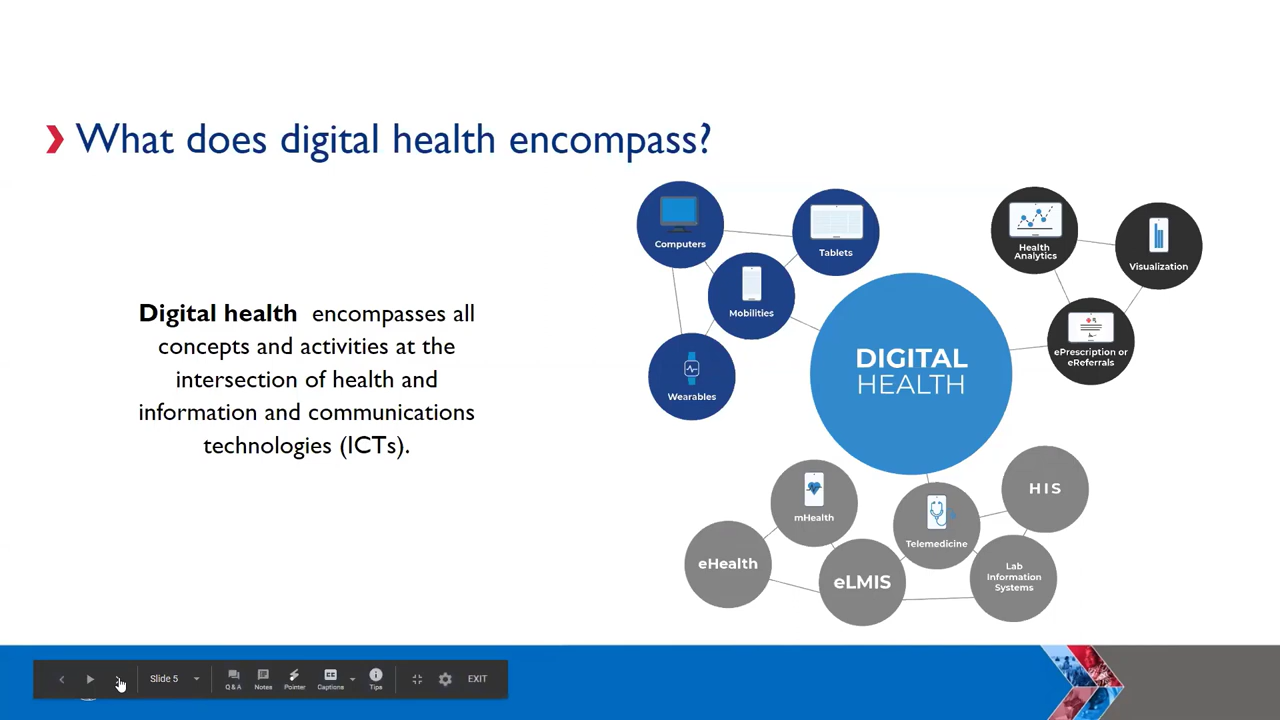 What does digital health encompass?
Digital health encompasses all
concepts and activities at the
intersection of health and
information and communications
technologies (ICTs).
Computers
Tablets
Mobilities
Wearables
Health
Analytics
Visualization
ePrescription or
eReferrals
DIGITAL
HEALTH
mHealth
Telemedicine
HIS
eHealth
eLMIS
Lab
Information
Systems
Slide 5
Q&A
Notes
Pointer
Captions
Tips
EXIT